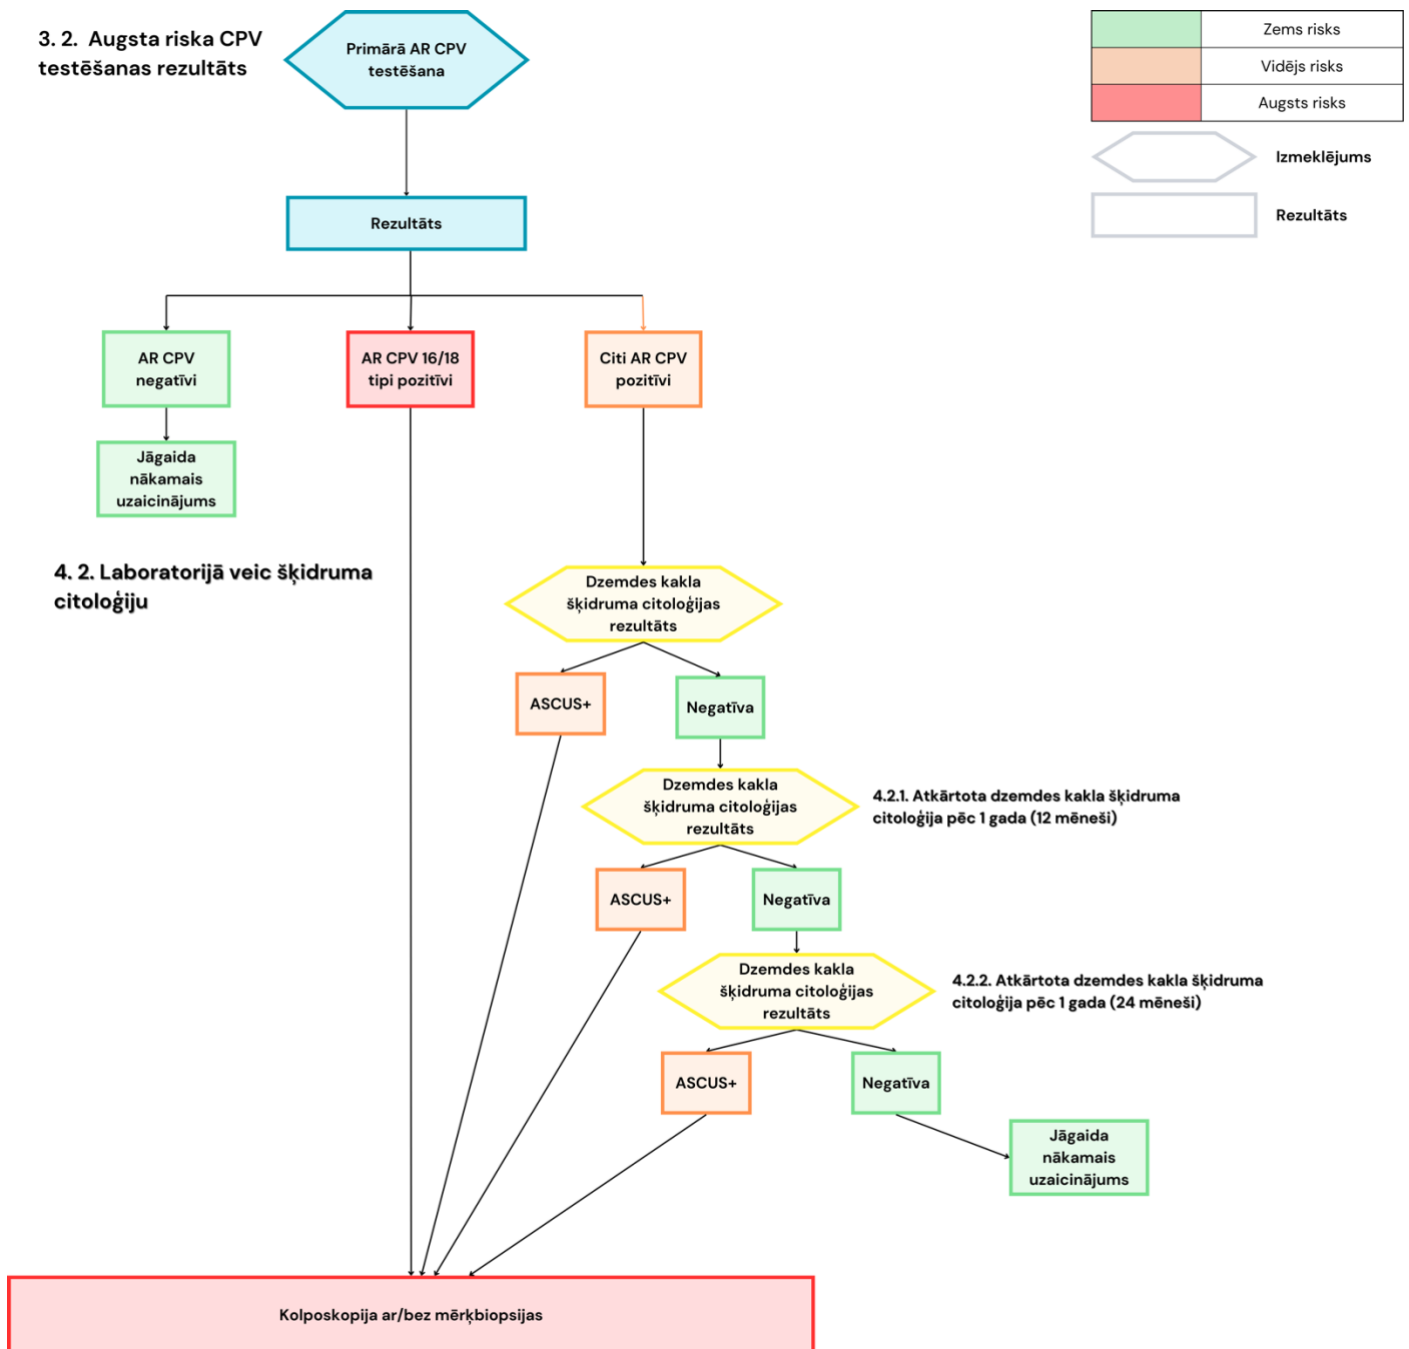 3. 2. Augsta riska CPV
testēšanas rezultāts
Primārā AR CPV
testēšana
Zems risks
Vidējs risks
Augsts risks
Izmeklējums
Rezultāts
Rezultāts
AR CPV
negatīvi
AR CPV 16/18
tipi pozitīvi
Citi AR CPV
pozitīvi
Jāgaida
nākamais
uzaicinājums
4. 2. Laboratorijā veic šķidruma
citoloģiju
Dzemdes kakla
šķidruma citoloģijas
rezultāts
ASCUS+
Negatīva
Dzemdes kakla
šķidruma citoloģijas
rezultāts
4.2.1. Atkārtota dzemdes kakla šķidruma
citoloģija pēc 1 gada (12 mēneši)
ASCUS+
Negatīva
Dzemdes kakla
šķidruma citoloģijas
rezultāts
4.2.2. Atkārtota dzemdes kakla šķidruma
citoloģija pēc 1 gada (24 mēneši)
ASCUS+
Negatīva
Jāgaida
nākamais
uzaicinājums
Kolposkopija ar/bez mērķbiopsijas